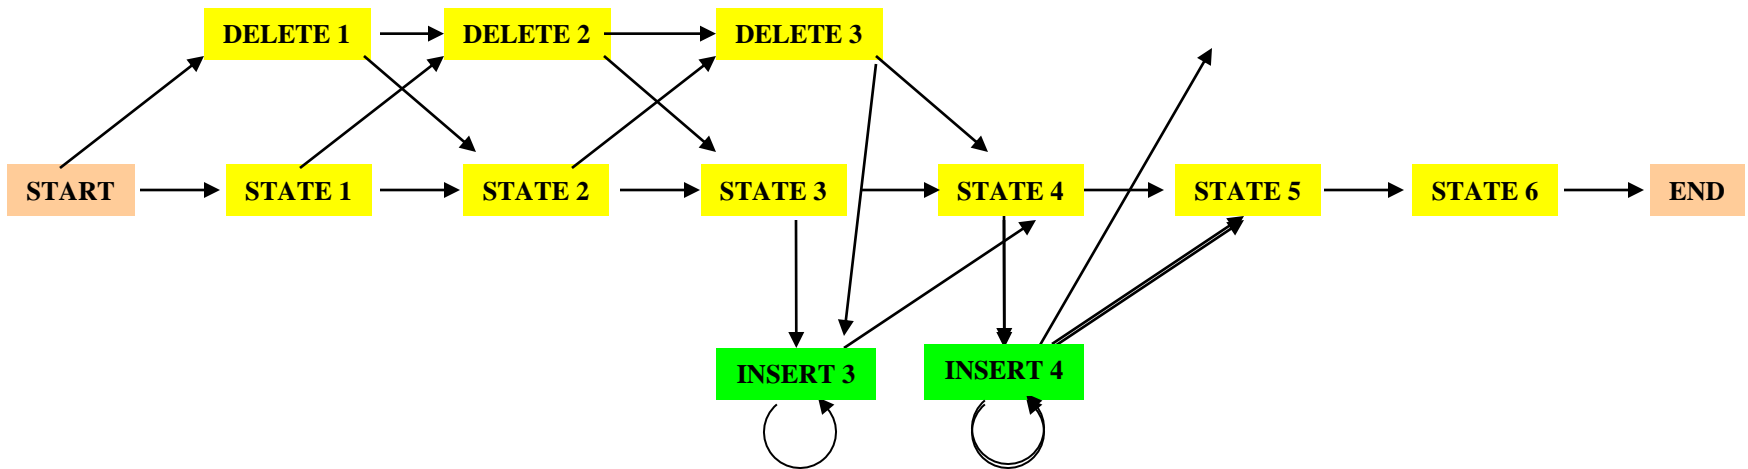 DELETE 1
DELETE 2
DELETE 3
START
STATE 1
STATE 2
STATE 3
STATE 4
STATE 5
STATE 6
END
INSERT 3
INSERT 4